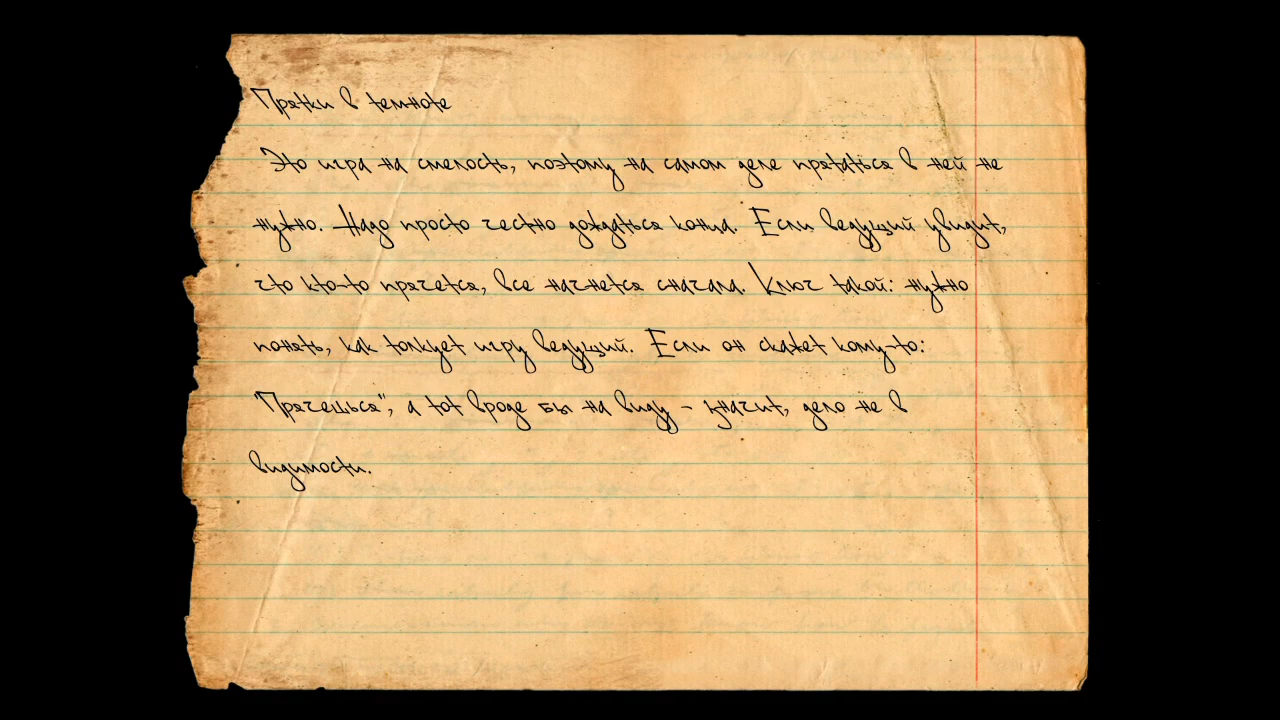 Прятки в темноте
Это игра на смелость, поэтому на самом деле прятаться в ней не
нужно. Надо просто честно дождаться конца. Если ведущий увидит,
что кто-то прячется, все начнется сначала. Ключ такой: нужно
понять, как толкует игру ведущий. Если он скажет кому-то:
"Прячешься", а тот вроде бы на виду - значит, дело не в
видимости.